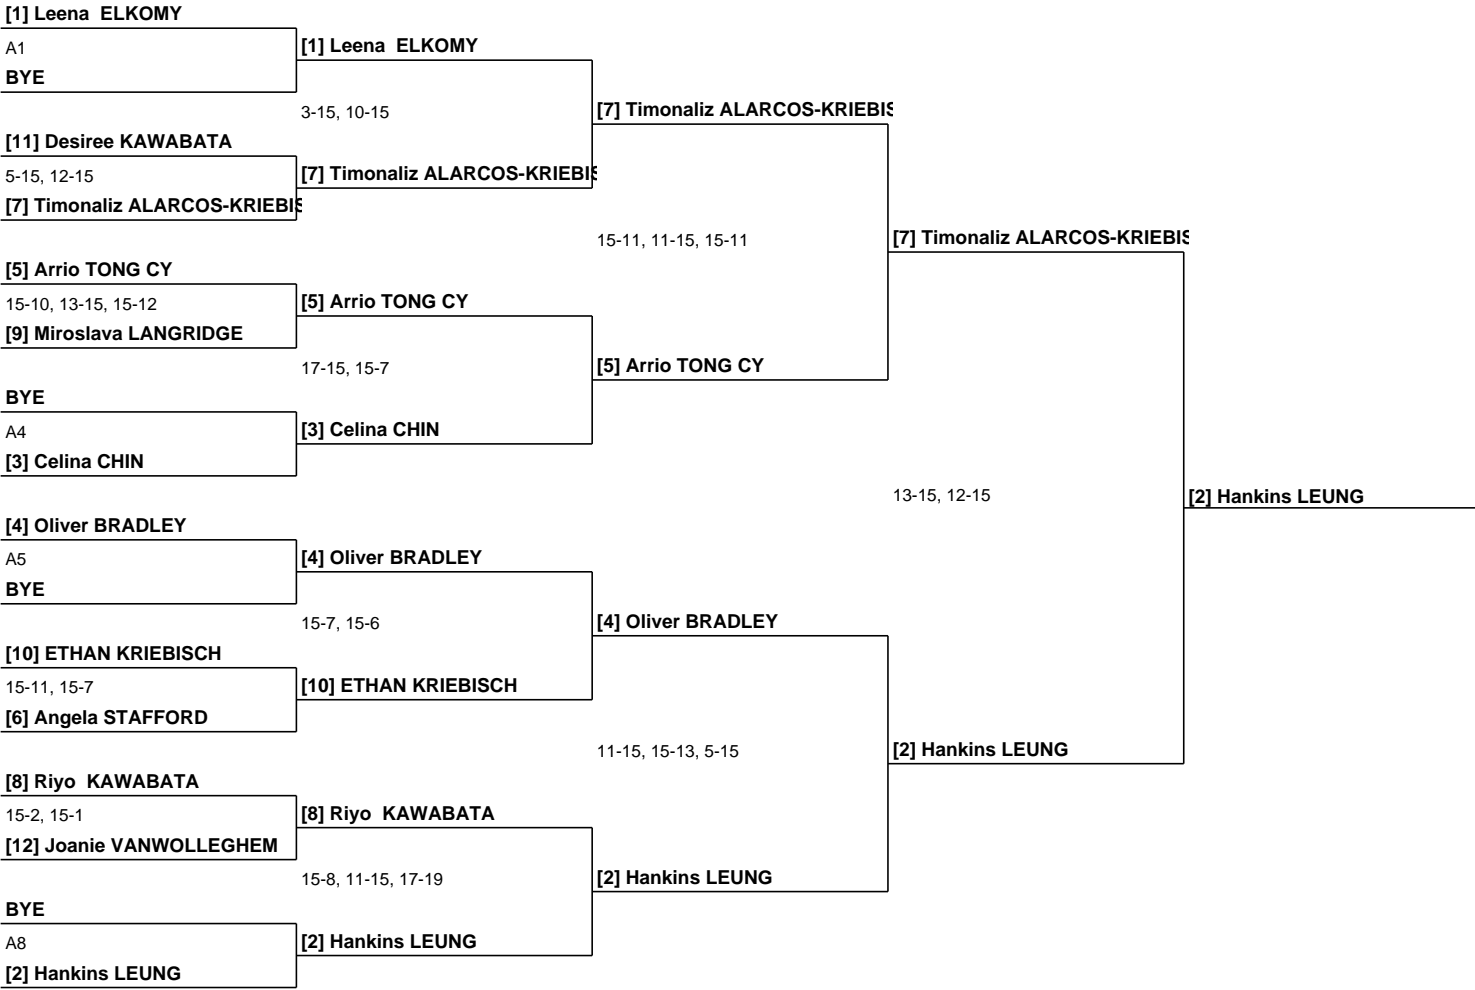 [1] Leena  ELKOMY
A1
BYE
[11] Desiree KAWABATA
5-15, 12-15
[7] Timonaliz ALARCOS-KRIEBIS
[5] Arrio TONG CY
15-10, 13-15, 15-12
[9] Miroslava LANGRIDGE
BYE
A4
[3] Celina CHIN
[4] Oliver BRADLEY
A5
BYE
[10] ETHAN KRIEBISCH
15-11, 15-7
[6] Angela STAFFORD
[8] Riyo  KAWABATA
15-2, 15-1
[12] Joanie VANWOLLEGHEM
BYE
A8
[2] Hankins LEUNG
[1] Leena  ELKOMY
3-15, 10-15
[7] Timonaliz ALARCOS-KRIEBIS
[5] Arrio TONG CY
17-15, 15-7
[3] Celina CHIN
[4] Oliver BRADLEY
15-7, 15-6
[10] ETHAN KRIEBISCH
[8] Riyo  KAWABATA
15-8, 11-15, 17-19
[2] Hankins LEUNG
[7] Timonaliz ALARCOS-KRIEBIS
15-11, 11-15, 15-11
[5] Arrio TONG CY
[4] Oliver BRADLEY
11-15, 15-13, 5-15
[2] Hankins LEUNG
[7] Timonaliz ALARCOS-KRIEBIS
13-15, 12-15
[2] Hankins LEUNG
[2] Hankins LEUNG